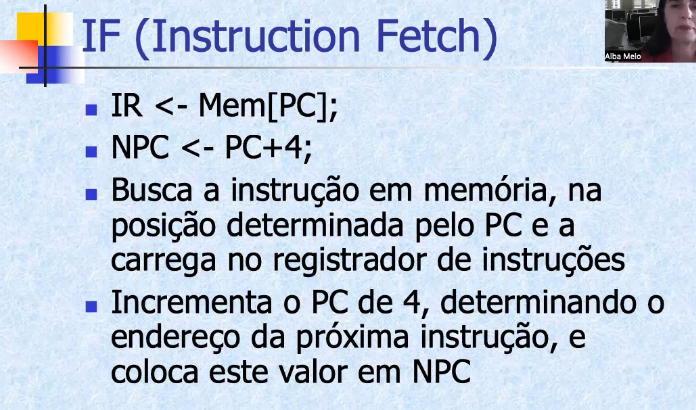 IF (Instruction Fetch)
Alba Melo
IR <- Mem[PC];
NPC <- PC+4;
Busca a instrução em memória, na
posição determinada pelo PC e a
carrega no registrador de instruções
Incrementa o PC de 4, determinando o
endereço da próxima instrução, e
coloca este valor em NPC